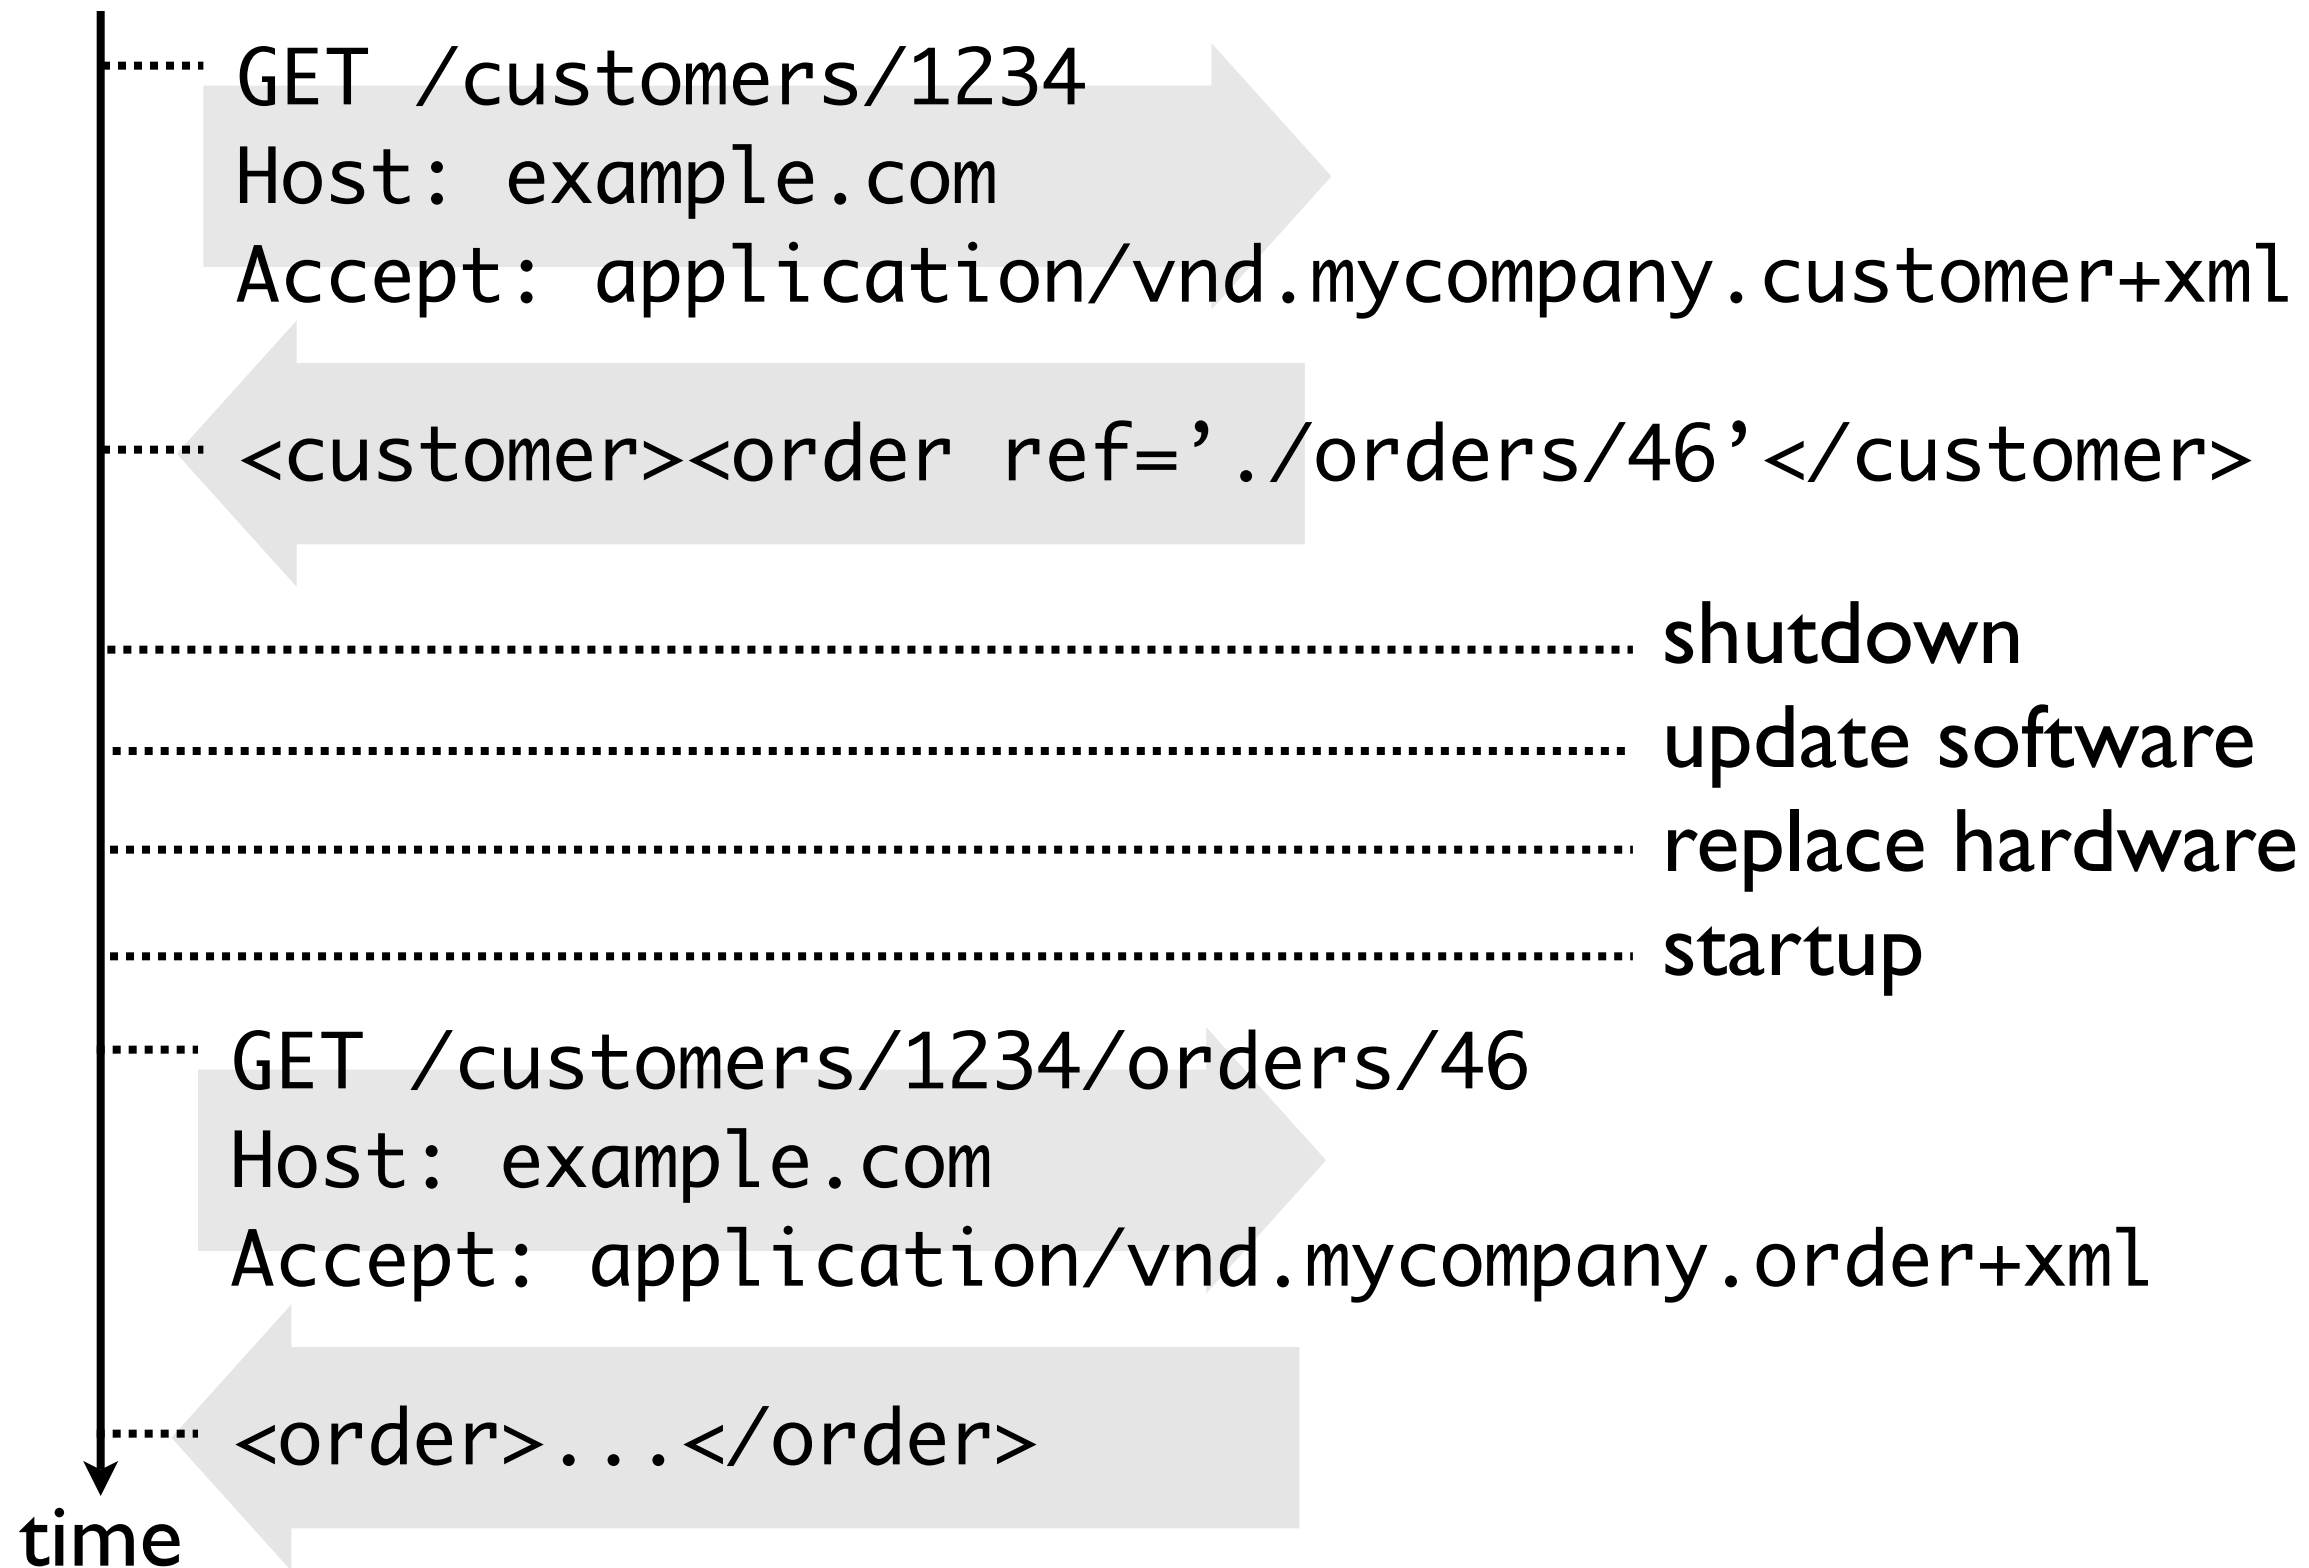 GET /customers/1234
Host: example.com
Accept: application/vnd.mycompany.customer+xml
<customer><order ref=’./orders/46’</customer>
shutdown
update software
replace hardware
startup
GET /customers/1234/orders/46
Host: example.com
Accept: application/vnd.mycompany.order+xml
<order>...</order>
time